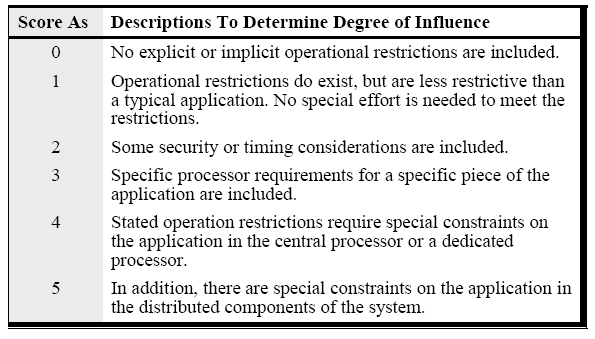 Score As Descriptions To Determine Degree of Influence
0 No explicit or implicit operational restrictions are included.
1 Operational restrictions do exist, but are less restrictive than
a typical application. No special effort is needed to meet the
restrictions.
2 Some security or timing considerations are included.
3 Specific processor requirements for a specific piece of the
application are included.
4 Stated operation restrictions require special constraints on
the application in the central processor or a dedicated
processor.
5 In addition, there are special constraints on the application in
the distributed components of the system.